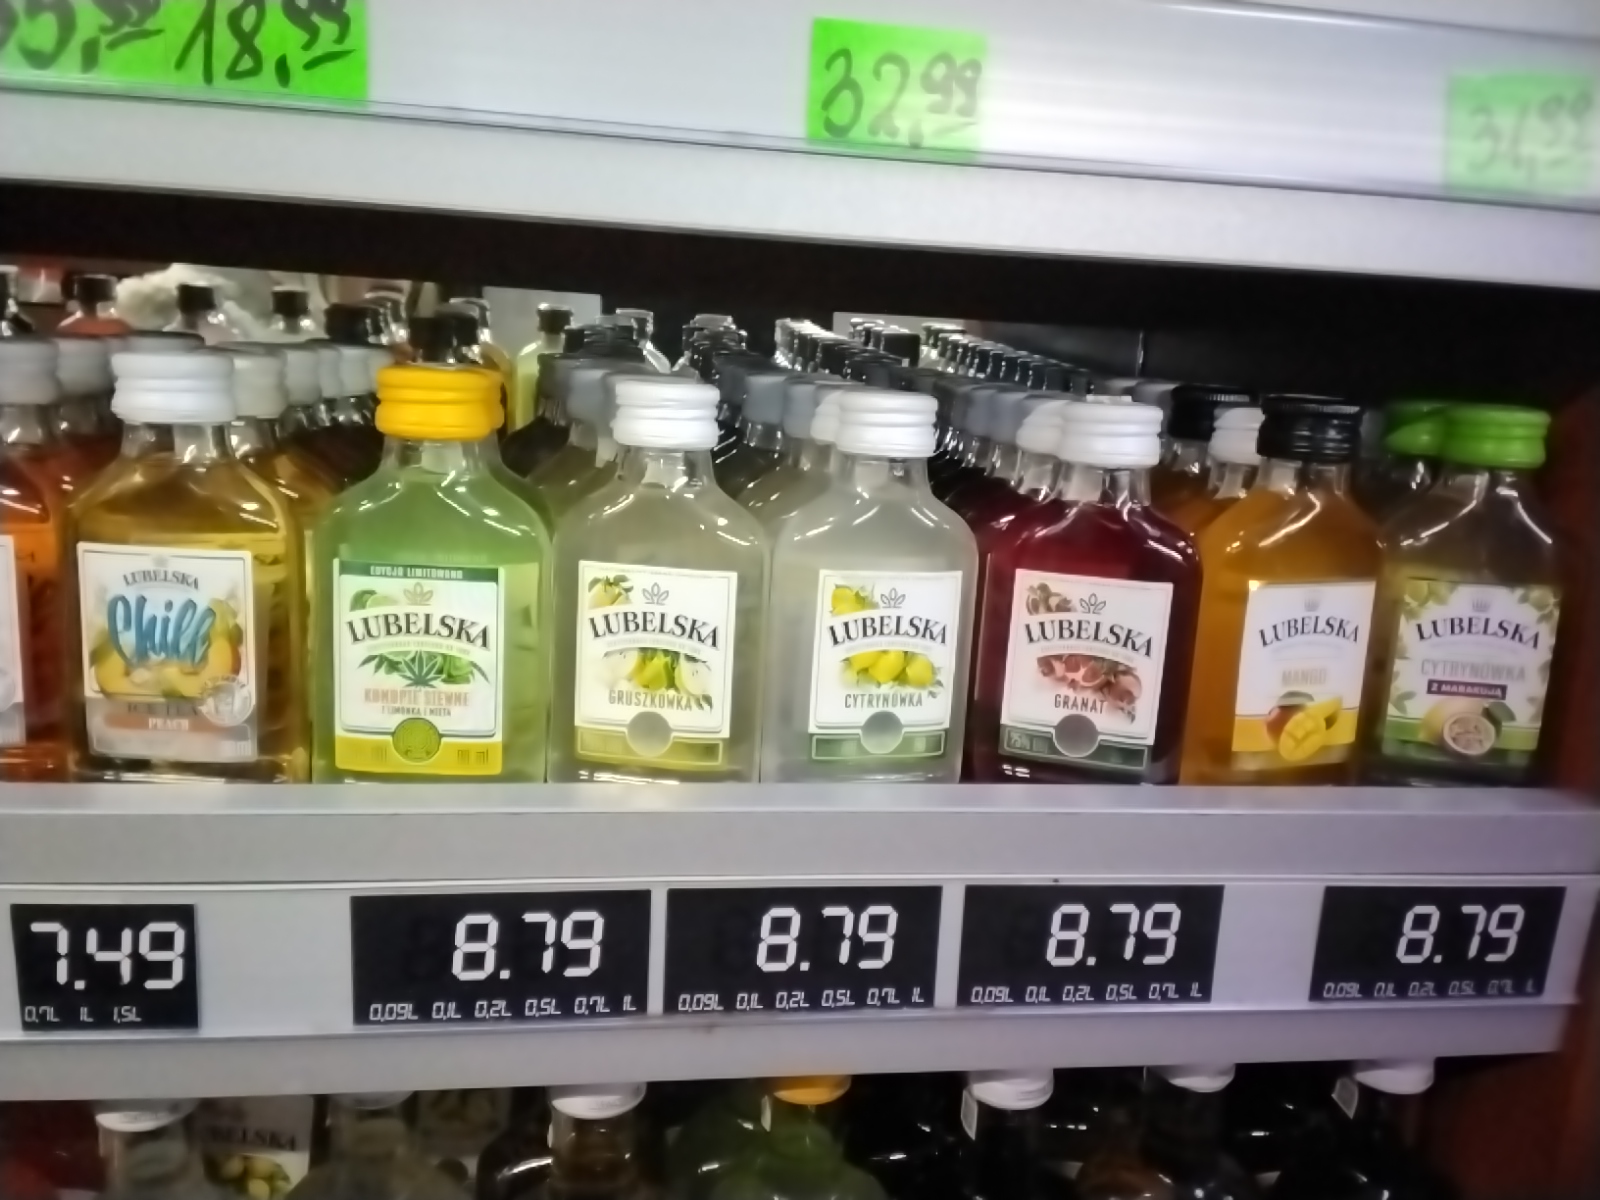 18,99
32,99
31,99
LUBELSKA
Chill
ICE TEA
PEACH
EDYCJA LIMITOWANA
LUBELSKA
KONOPIE SIEWNE
Z LIMONKĄ I MIĘTĄ
LUBELSKA
GRUSZKÓWKA
LUBELSKA
CYTRYNÓWKA
LUBELSKA
GRANAT
LUBELSKA
MANGO
LUBELSKA
CYTRYNÓWKA
Z MARAKUJĄ
7.49
0,7L 1L 1,5L
8.79
0,09L 0,1L 0,2L 0,5L 0,7L 1L
8.79
0,09L 0,1L 0,2L 0,5L 0,7L 1L
8.79
0,09L 0,1L 0,2L 0,5L 0,7L 1L
8.79
0,09L 0,1L 0,2L 0,5L 0,7L 1L